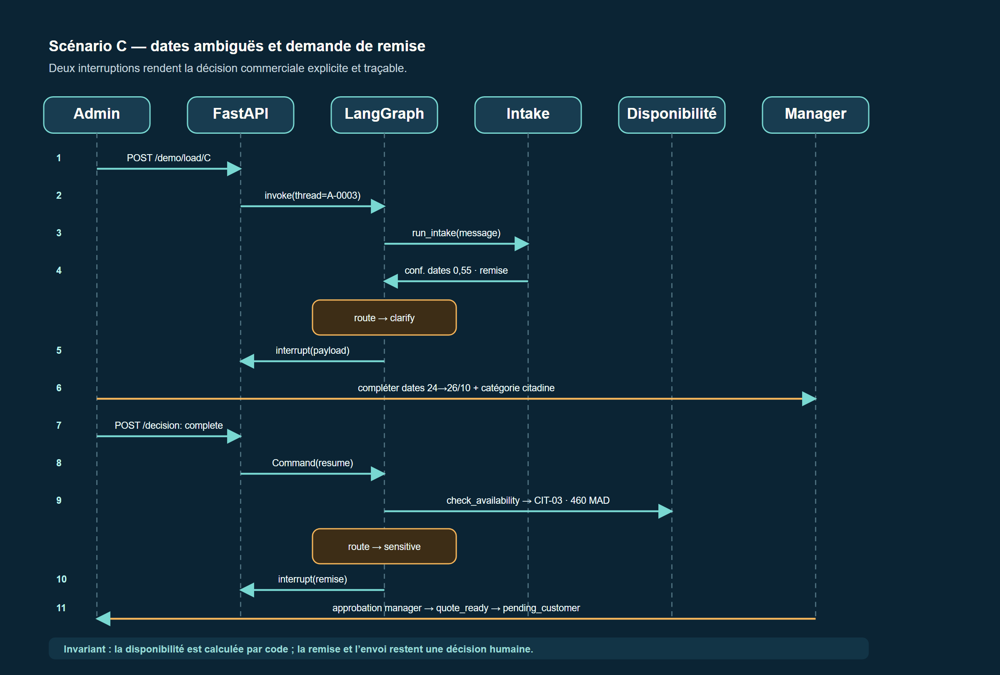 Scénario C — dates ambiguës et demande de remise
Deux interruptions rendent la décision commerciale explicite et traçable.
Admin
FastAPI
LangGraph
Intake
Disponibilité
Manager
1
POST /demo/load/C
2
invoke(thread=A-0003)
3
run_intake(message)
4
conf. dates 0,55 · remise
route → clarify
5
interrupt(payload)
6
compléter dates 24→26/10 + catégorie citadine
7
POST /decision: complete
8
Command(resume)
9
check_availability → CIT-03 · 460 MAD
route → sensitive
10
interrupt(remise)
11
approbation manager → quote_ready → pending_customer
Invariant : la disponibilité est calculée par code ; la remise et l’envoi restent une décision humaine.